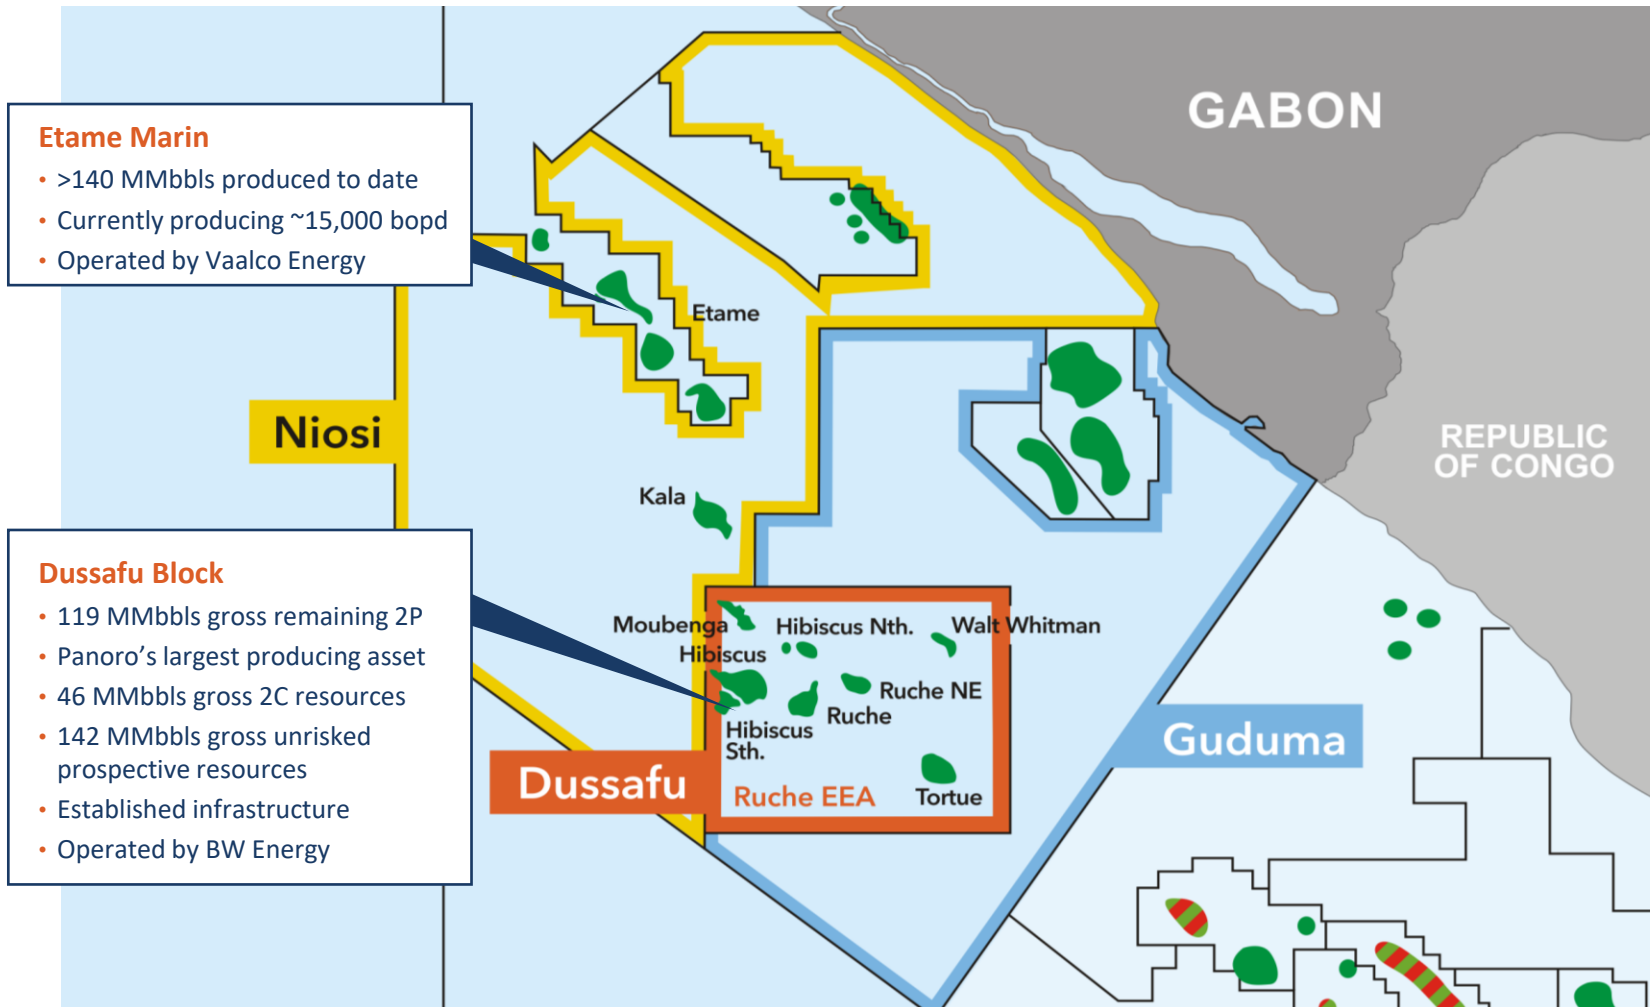 GABON
REPUBLIC
OF CONGO
Etame Marin
• >140 MMbbls produced to date
• Currently producing ~15,000 bopd
• Operated by Vaalco Energy
Etame
Niosi
Kala
Dussafu Block
• 119 MMbbls gross remaining 2P
• Panoro's largest producing asset
• 46 MMbbls gross 2C resources
• 142 MMbbls gross unrisked
prospective resources
• Established infrastructure
• Operated by BW Energy
Moubenga
Hibiscus Nth.
Walt Whitman
Hibiscus
Ruche NE
Ruche
Hibiscus
Sth.
Guduma
Dussafu
Ruche EEA
Tortue